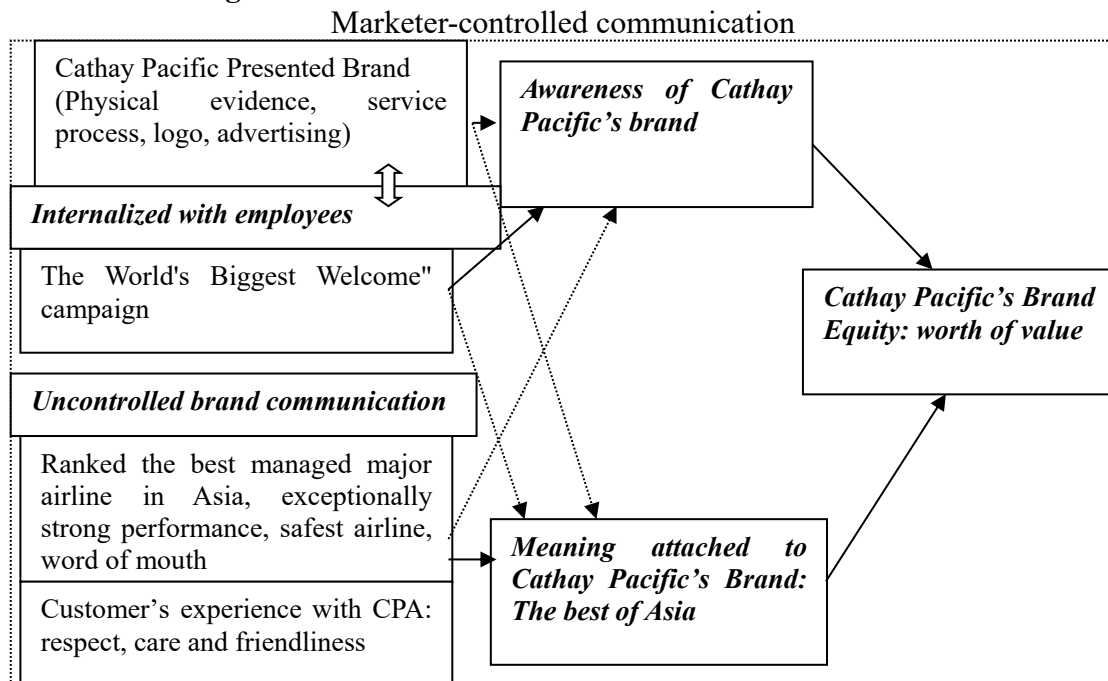 Marketer-controlled communication
Cathay Pacific Presented Brand
(Physical evidence, service
process, logo, advertising)
Internalized with employees
The World's Biggest Welcome"
campaign
Uncontrolled brand communication
Ranked the best managed major
airline in Asia, exceptionally
strong performance, safest airline,
word of mouth
Customer's experience with CPA:
respect, care and friendliness
Awareness of Cathay
Pacific's brand
Meaning attached to
Cathay Pacific's Brand:
The best of Asia
Cathay Pacific's Brand
Equity: worth of value